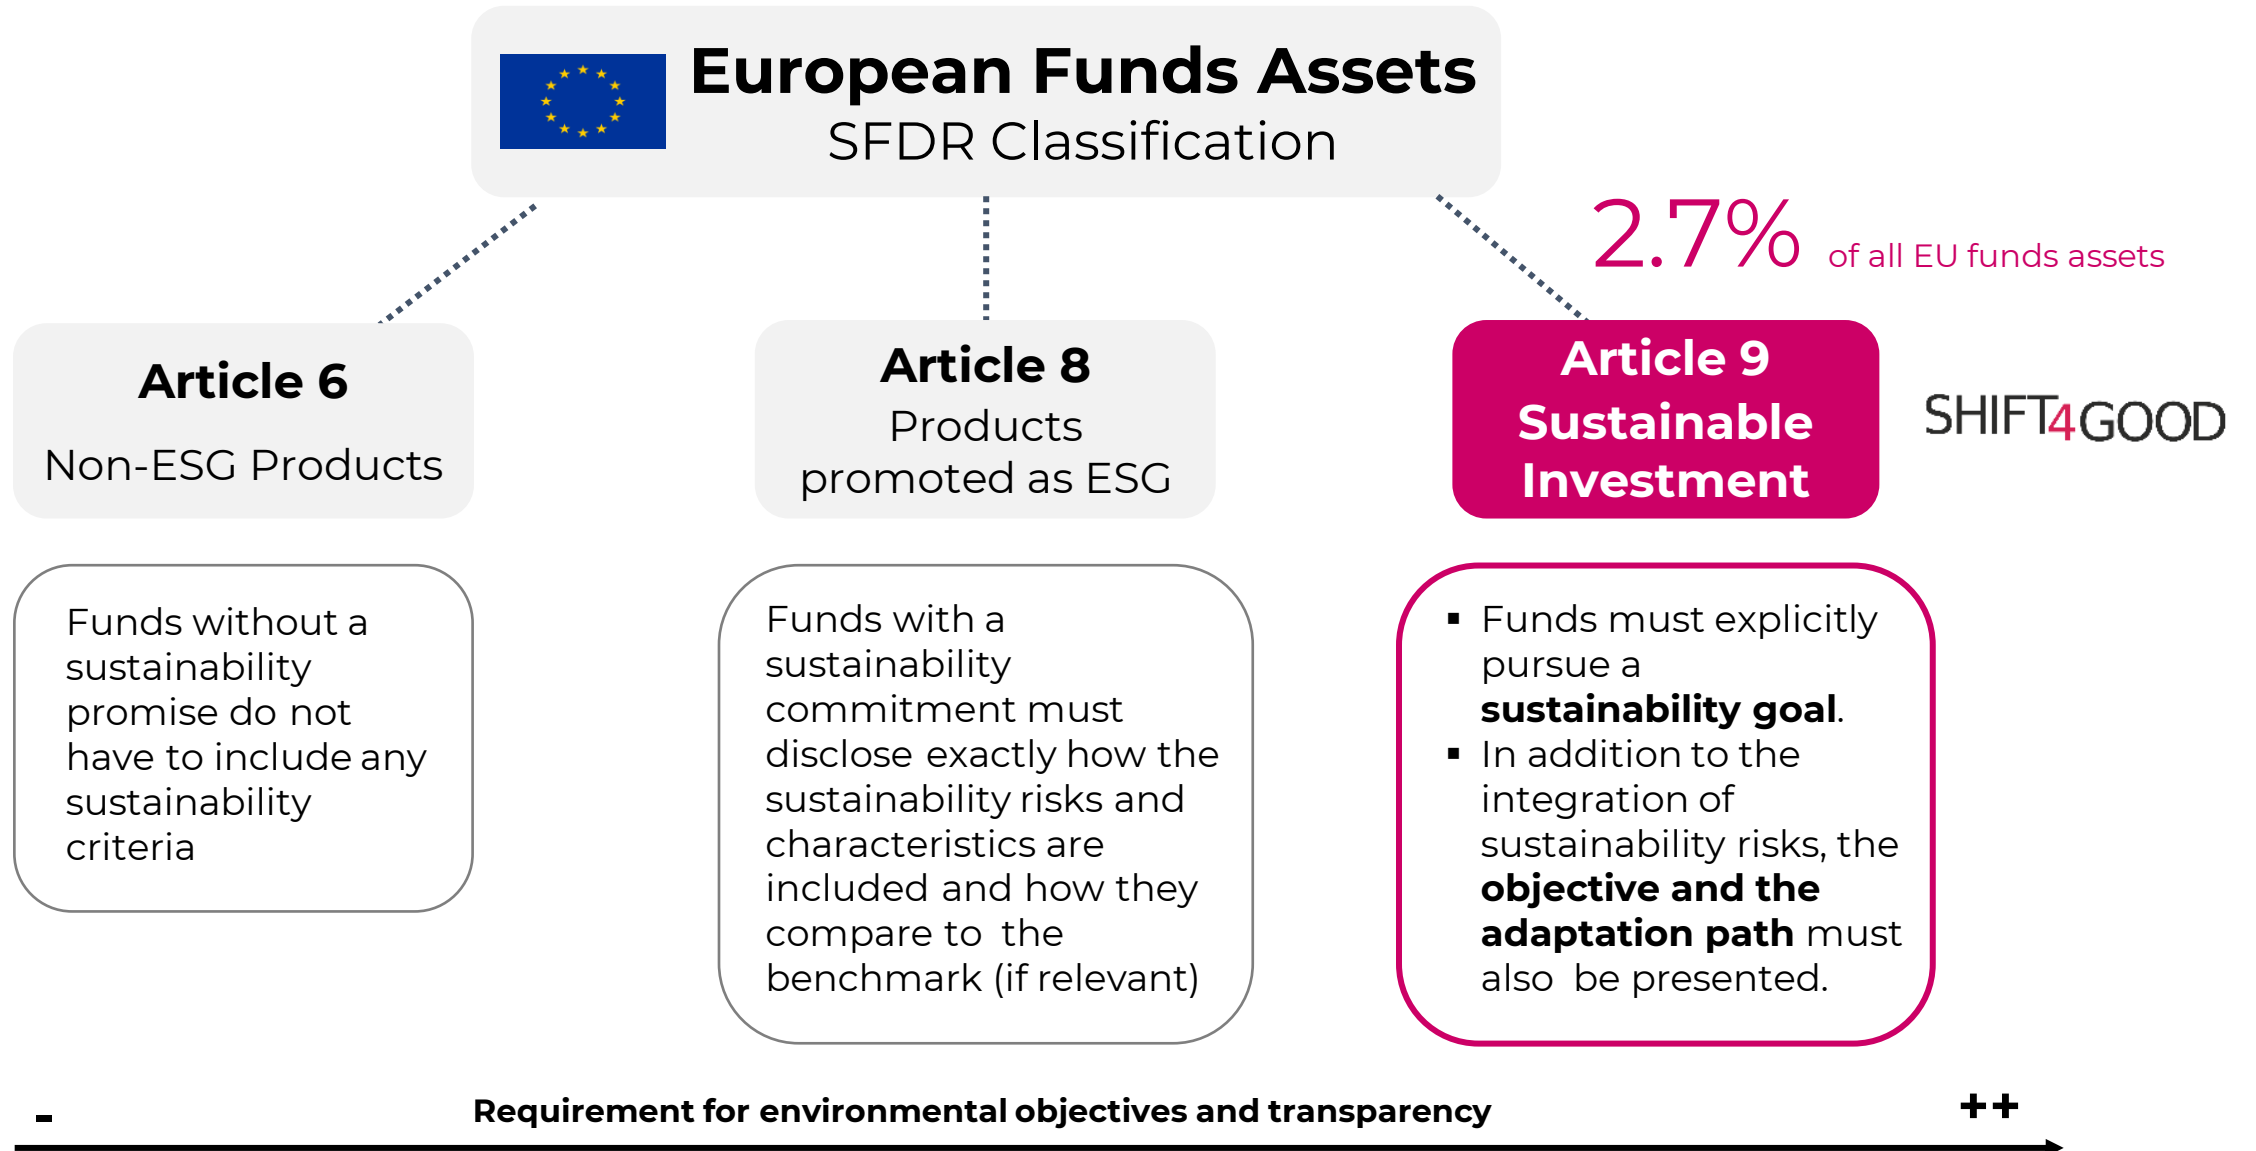 European Funds Assets
SFDR Classification
2.7% of all EU funds assets
Article 6
Non-ESG Products
Article 8
Products
promoted as ESG
Article 9
Sustainable
Investment
SHIFT4GOOD
Funds without a
sustainability
promise do not
have to include any
sustainability
criteria
Funds with a
sustainability
commitment must
disclose exactly how the
sustainability risks and
characteristics are
included and how they
compare to the
benchmark (if relevant)
▪ Funds must explicitly
pursue a
sustainability goal.
▪ In addition to the
integration of
sustainability risks, the
objective and the
adaptation path must
also be presented.
- Requirement for environmental objectives and transparency ++